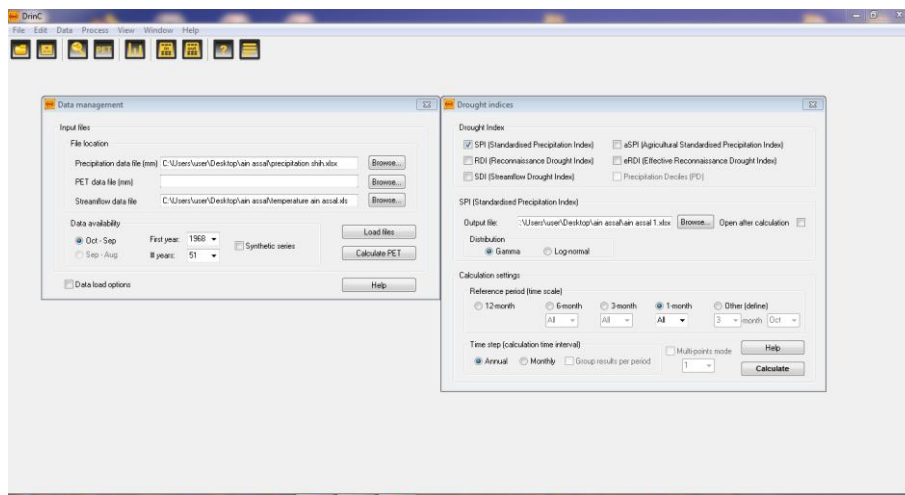 DrinC
File Edit Data Process View Window Help
PET
Data management
Input files
File location
Precipitation data file (mm) C:\Users\user\Desktop\ain assal\precipitation shih.xlsx Browse...
PET data file (mm) Browse...
Streamflow data file C:\Users\user\Desktop\ain assal\temperature ain assal.xls Browse...
Data availability
Oct - Sep First year: 1968 Synthetic series
Sep - Aug # years: 51
Load files
Calculate PET
Data load options Help
Drought indices
Drought Index
SPI (Standardised Precipitation Index) aSPI (Agricultural Standardised Precipitation Index)
RDI (Reconnaissance Drought Index) eRDI (Effective Reconnaissance Drought Index)
SDI (Streamflow Drought Index) Precipitation Deciles (PD)
SPI (Standardised Precipitation Index)
Output file: :\Users\user\Desktop\ain assal\ain assal 1.xlsx Browse... Open after calculation
Distribution
Gamma Log-normal
Calculation settings
Reference period (time scale)
12-month 6-month 3-month 1-month Other (define)
All All All 3 -month Oct
Time step (calculation time interval)
Annual Monthly Group results per period
Multi-points mode
1
Help
Calculate